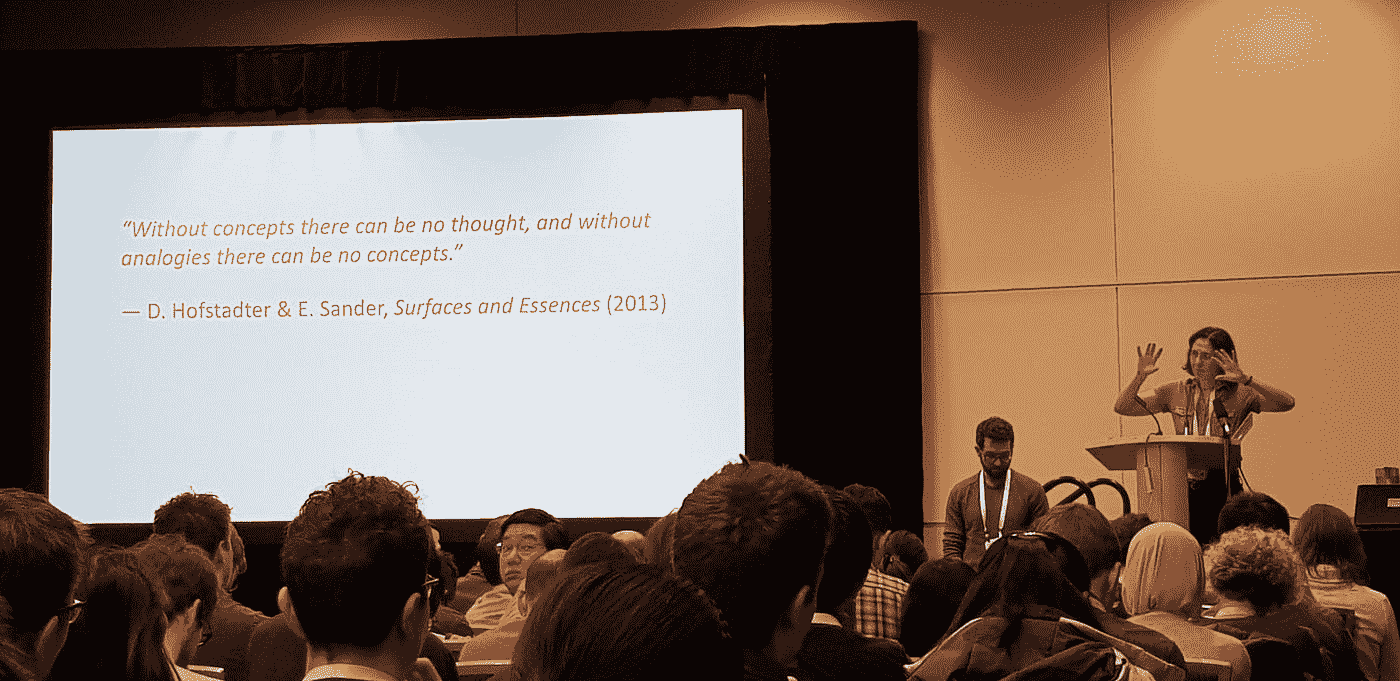 “Without concepts there can be no thought, and without
analogies there can be no concepts.”
— D. Hofstadter & E. Sander, Surfaces and Essences (2013)